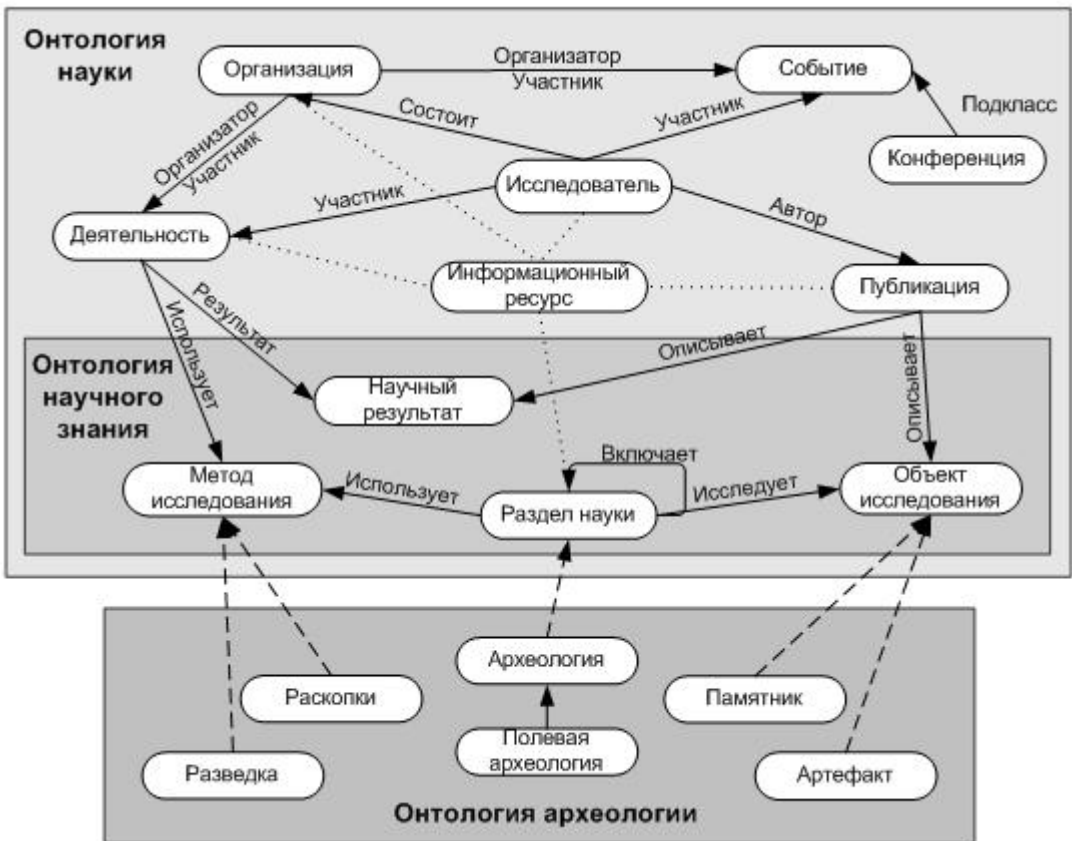 Онтология
науки
Организация
Организатор
Участник
Событие
Состоит
Участник
Подкласс
Конференция
Организатор
Участник
Исследователь
Участник
Автор
Деятельность
Информационный
ресурс
Публикация
Использует
Результат
Описывает
Описывает
Онтология
научного
знания
Научный
результат
Включает
Метод
исследования
Использует
Раздел науки
Исследует
Объект
исследования
Археология
Раскопки
Памятник
Полевая
археология
Разведка
Артефакт
Онтология археологии